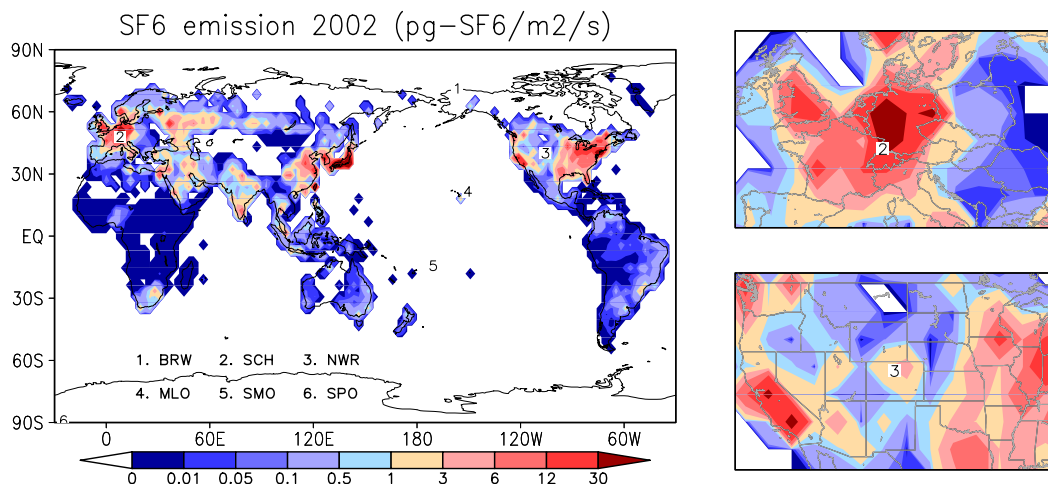 SF6 emission 2002 (pg-SF6/m2/s)
90N
60N
30N
EQ
30S
60S
90S
1
2
3
4
5
6
1. BRW 2. SCH 3. NWR
4. MLO 5. SMO 6. SPO
0 60E 120E 120W 60W
0 0.01 0.05 0.1 0.5 1 3 6 12 30
2
3